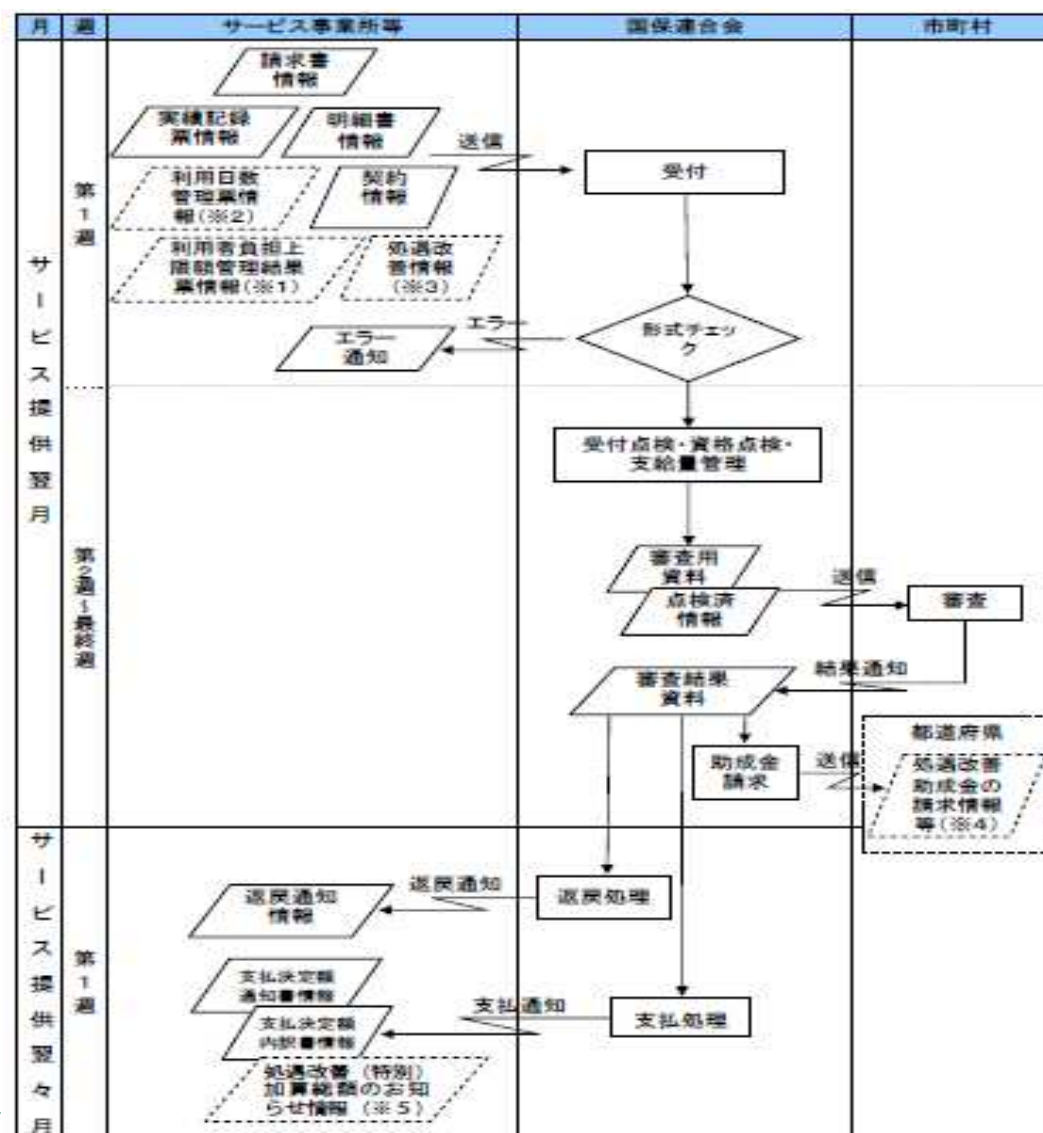 月 週 サービス事業所等 国保連合会 市町村
サービス提供翌月
第1週
請求書
情報
実績記録
票情報
明細書
情報
送信
受付
利用日数
管理票情
報(※2)
契約
情報
利用者負担上
限額管理結果
票情報(※1)
処遇改
善情報
(※3)
エラー
エラー
通知
形式チェッ
ク
第2週~最終週
受付点検・資格点検・
支給量管理
審査用
資料
点検済
情報
送信
審査
結果通知
審査結果
資料
助成金
請求
送信
都道府県
処遇改善
助成金の
請求情報
等(※4)
サービス提供翌々月
第1週
返戻通知
返戻処理
返戻通知
情報
支払決定額
通知書情報
支払通知
支払処理
支払決定額
内訳書情報
処遇改善(特別)
加算総額のお知
らせ情報(※5)